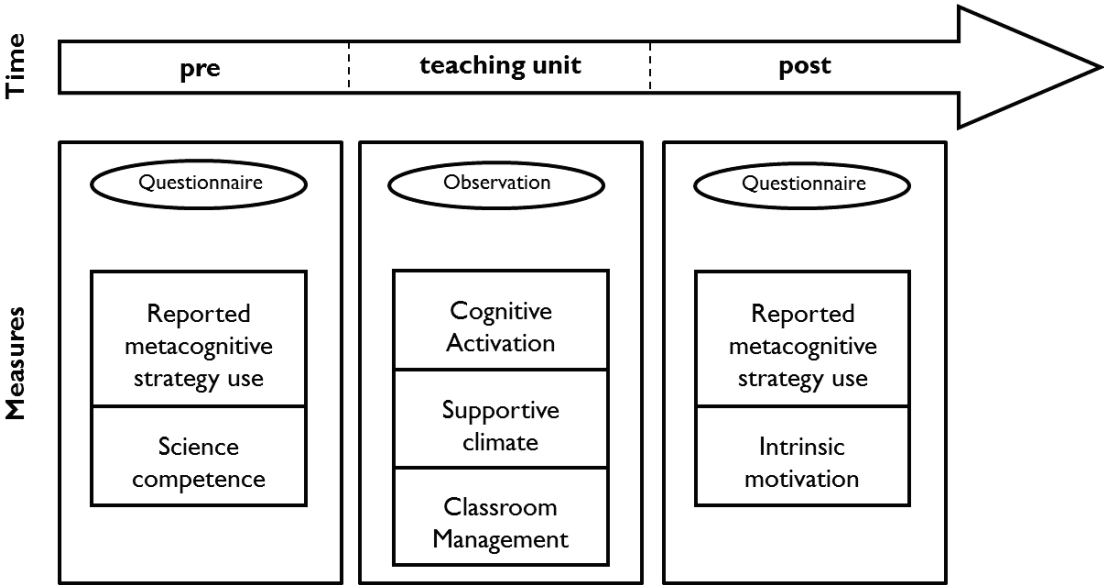 Time
pre
teaching unit
post
Measures
Questionnaire
Reported
metacognitive
strategy use
Science
competence
Observation
Cognitive
Activation
Supportive
climate
Classroom
Management
Questionnaire
Reported
metacognitive
strategy use
Intrinsic
motivation